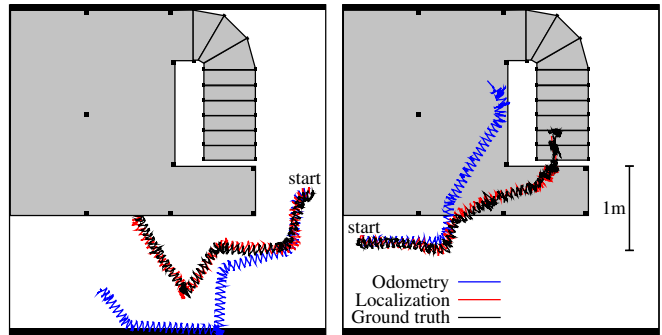 start
start
1m
Odometry
Localization
Ground truth